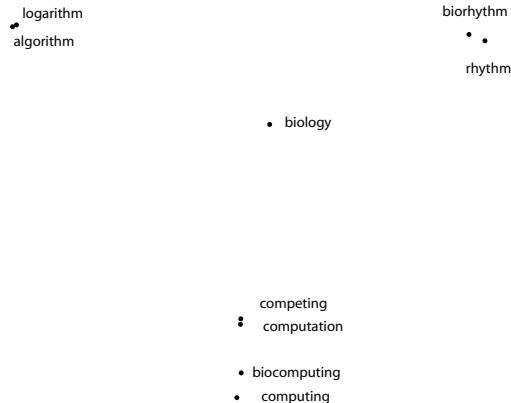 logarithm
algorithm
biorhythm
rhythm
biology
competing
computation
biocomputing
computing